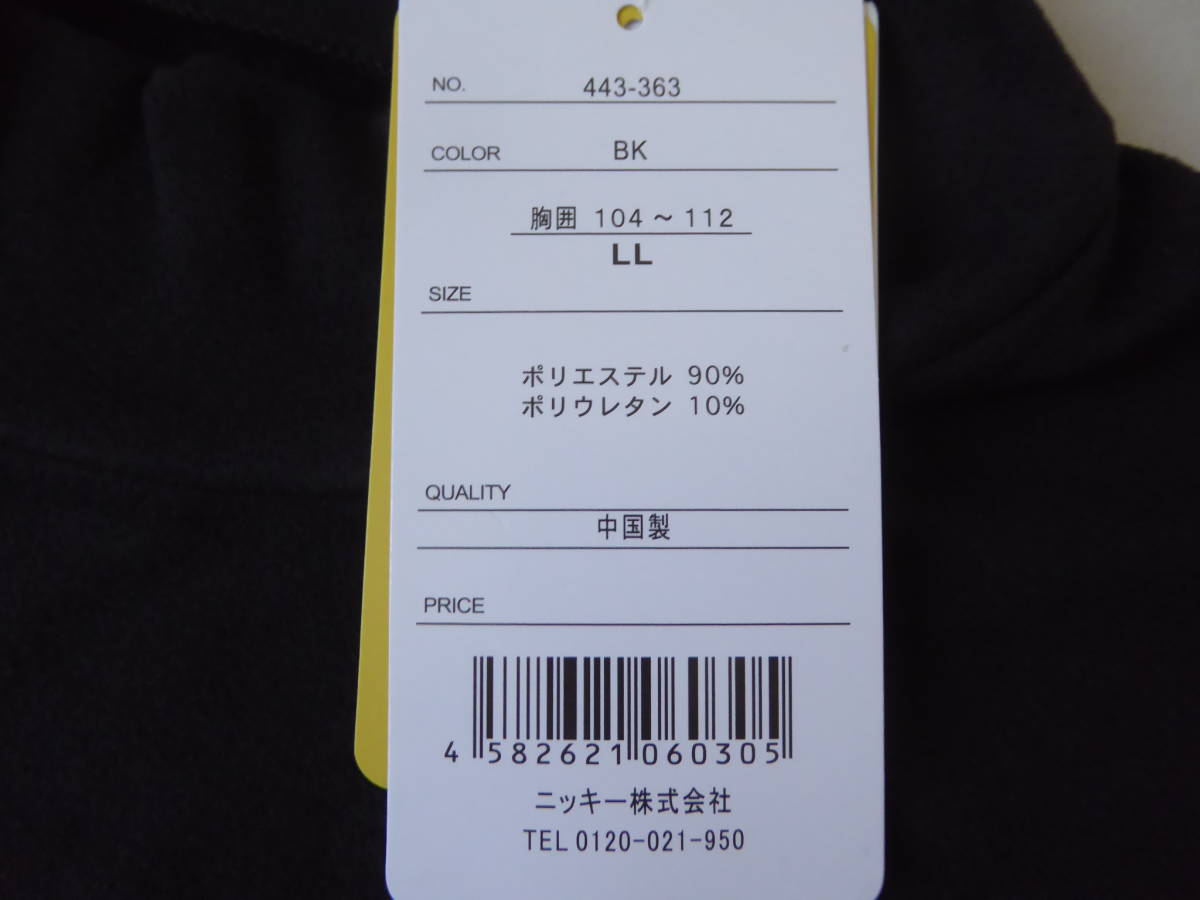 NO. 443-363
COLOR BK
胸囲 104～112
LL
SIZE
ポリエステル 90%
ポリウレタン 10%
QUALITY
中国製
PRICE
4 582621 060305
ニッキー株式会社
TEL 0120-021-950